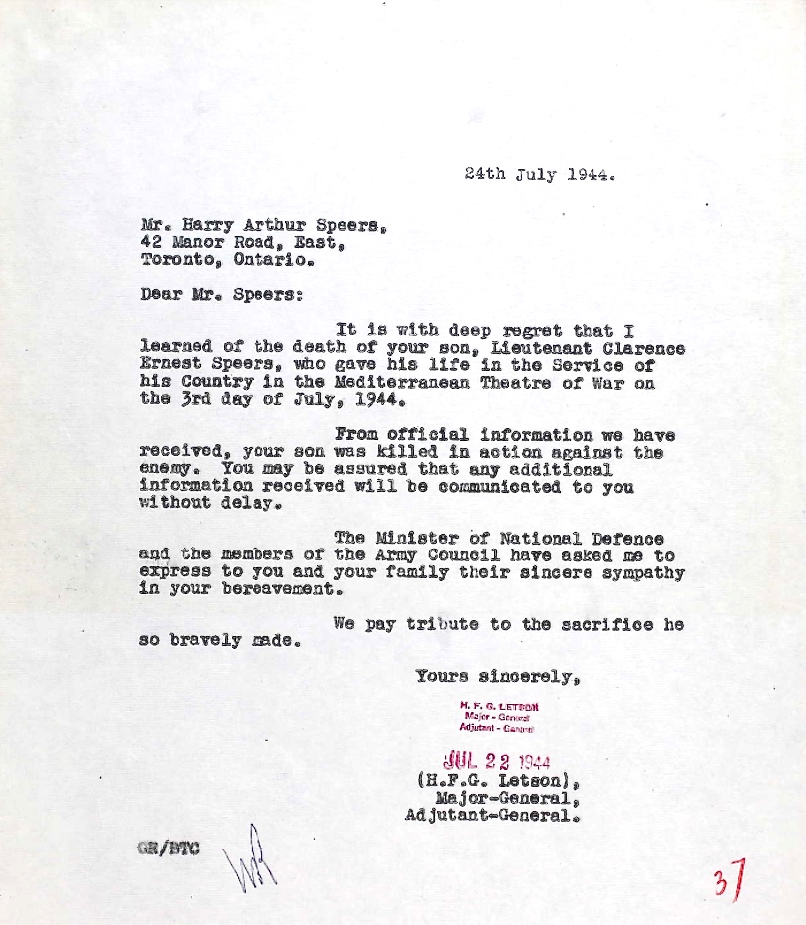 24th July 1944.
Mr. Harry Arthur Speers,
42 Manor Road, East,
Toronto, Ontario.
Dear Mr. Speers:
It is with deep regret that I
learned of the death of your son, Lieutenant Clarence
Ernest Speers, who gave his life in the Service of
his Country in the Mediterranean Theatre of War on
the 3rd day of July, 1944.
From official information we have
received, your son was killed in action against the
enemy. You may be assured that any additional
information received will be communicated to you
without delay.
The Minister of National Defence
and the members of the Army Council have asked me to
express to you and your family their sincere sympathy
in your bereavement.
We pay tribute to the sacrifice he
so bravely made.
Yours sincerely,
H. F. G. LETSON
Major - General
Adjutant - General
JUL 22 1944
(H.F.G. Letson),
Major-General,
Adjutant-General.
GR/BTC
37